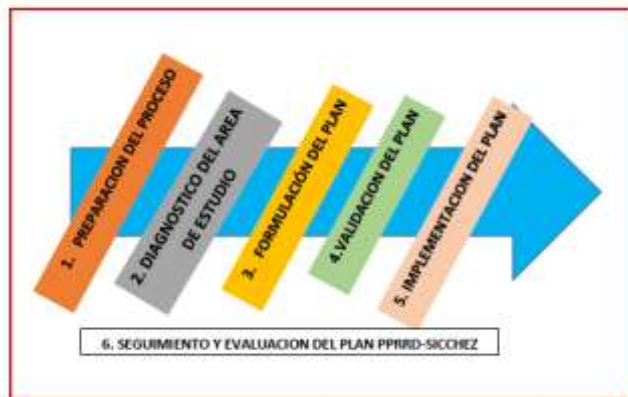 1. PREPARACION DEL PROCESO
2. DIAGNOSTICO DEL AREA
DE ESTUDIO
3. FORMULACIÓN DEL PLAN
4.VALIDACION DEL PLAN
5. IMPLEMENTACION DEL PLAN
6. SEGUIMIENTO Y EVALUACION DEL PLAN PPRRD-SICCHEZ